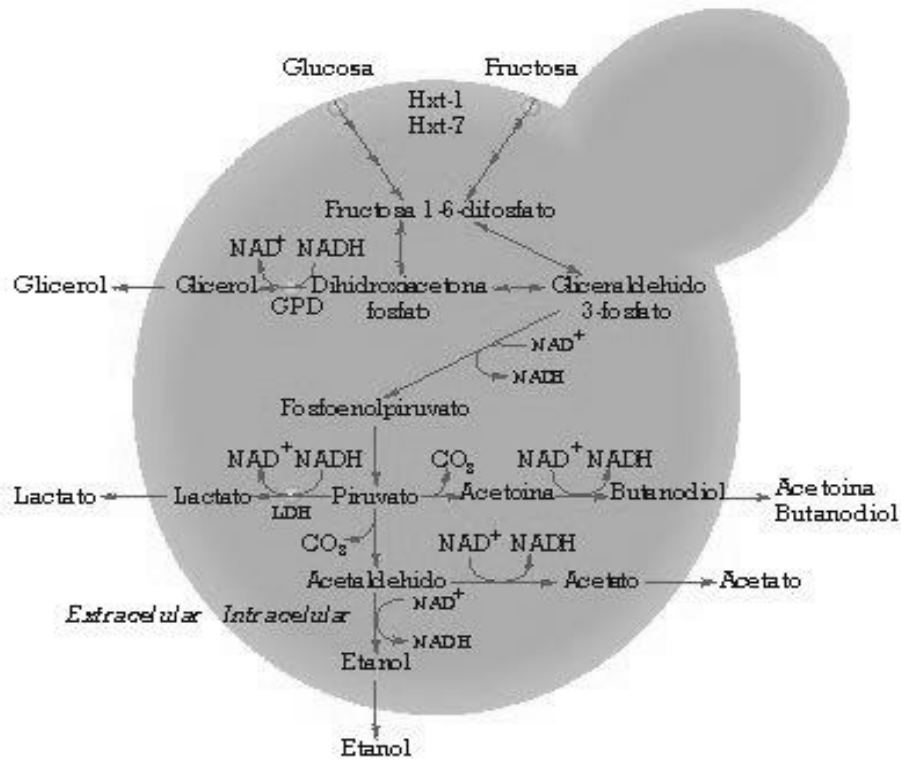 Glucosa Fructosa
Hxt-1
Hxt-7
Fructosa 1-6-difosfato
NAD+ NADH
Glicerol Glicerol Dihidroxiacetona Gliceraldehido
GPD fosfato 3-fosfato
NAD+
NADH
Fosfoenolpiruvato
NAD+ NADH CO2 NAD+ NADH
Lactato Lactato Piruvato Acetoina Butanodiol Acetoina
LDH Butanodiol
CO2 NAD+ NADH
Acetaldehido Acetato Acetato
Extracelular Intracelular NAD+
NADH
Etanol
Etanol